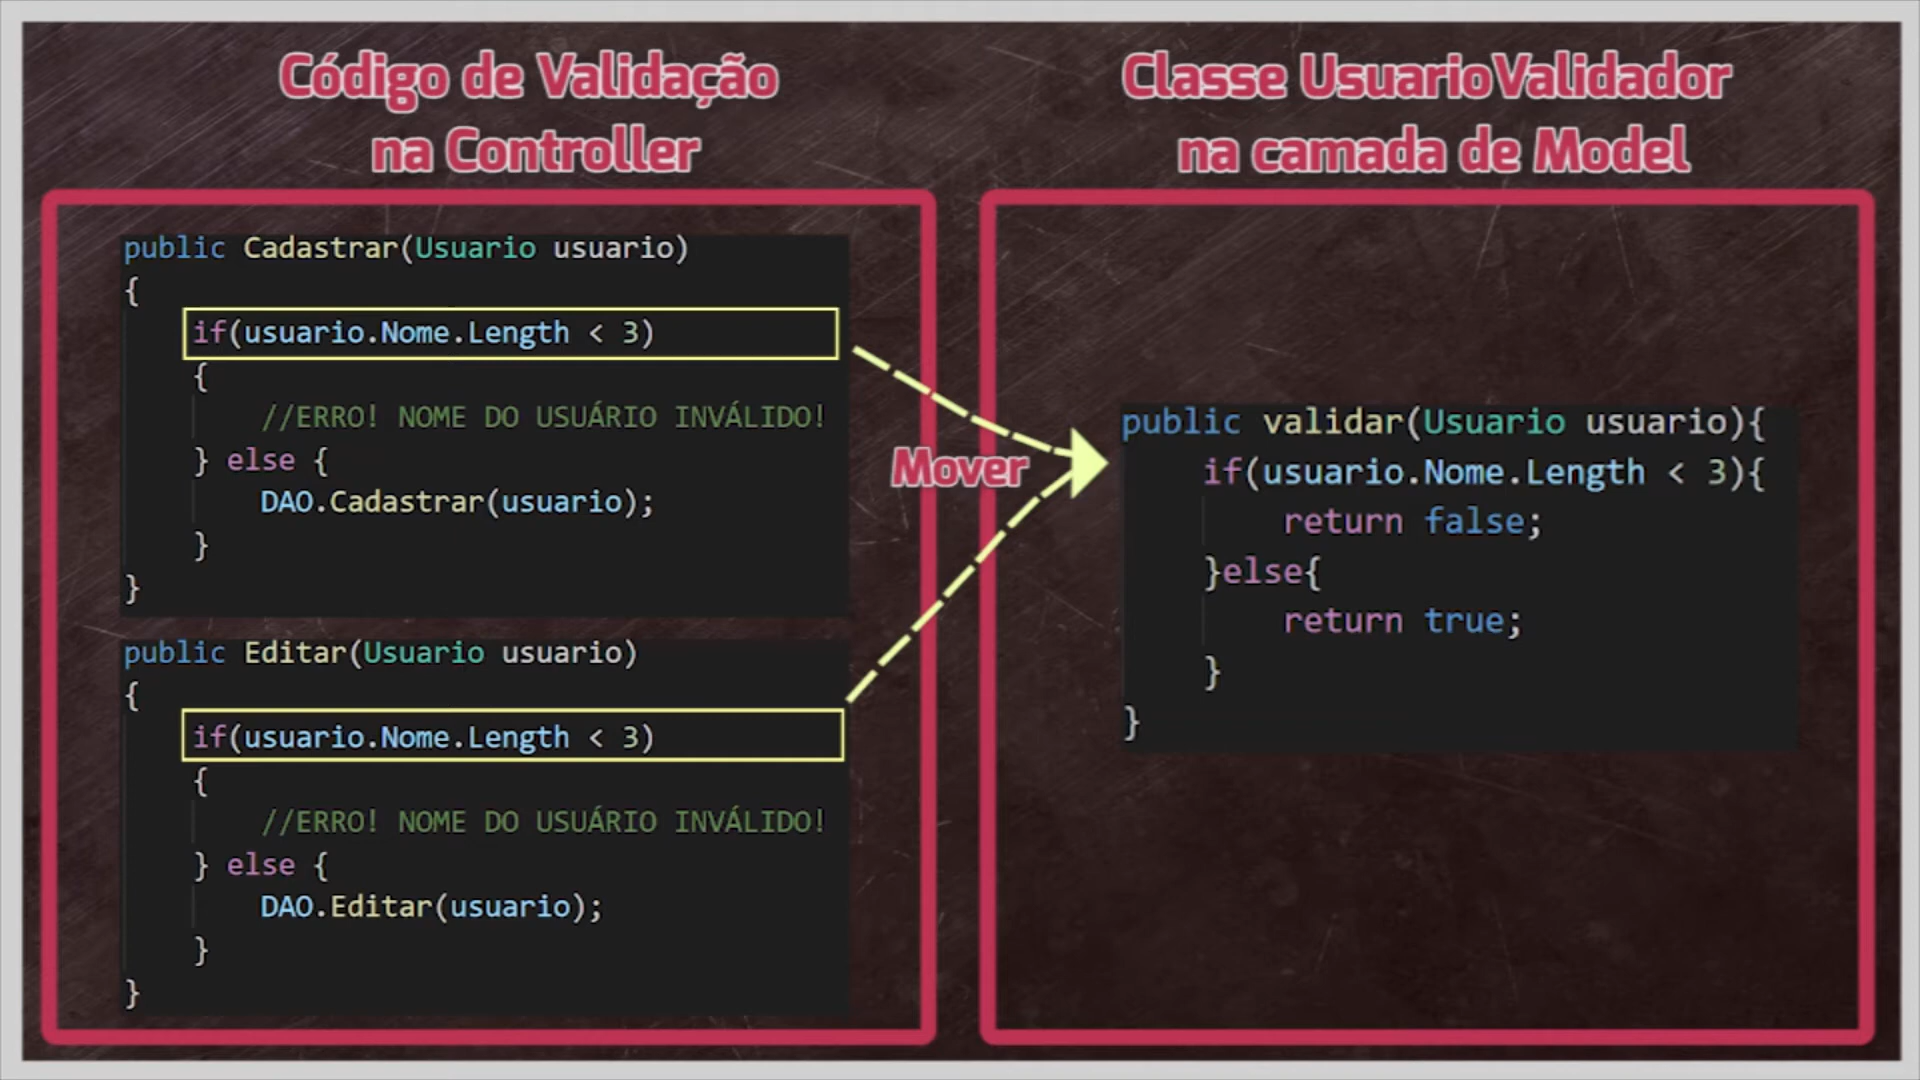 Código de Validação
na Controller
public Cadastrar(Usuario usuario)
{
if(usuario.Nome.Length < 3)
{
//ERRO! NOME DO USUÁRIO INVÁLIDO!
} else {
DAO.Cadastrar(usuario);
}
}
public Editar(Usuario usuario)
{
if(usuario.Nome.Length < 3)
{
//ERRO! NOME DO USUÁRIO INVÁLIDO!
} else {
DAO.Editar(usuario);
}
}
Mover
Classe UsuarioValidador
na camada de Model
public validar(Usuario usuario){
if(usuario.Nome.Length < 3){
return false;
}else{
return true;
}
}